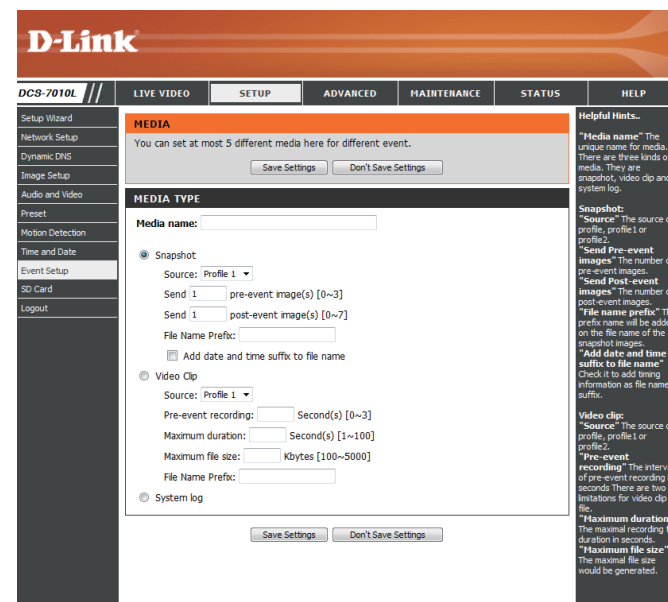 D-Link
DCS-7010L
LIVE VIDEO
SETUP
ADVANCED
MAINTENANCE
STATUS
HELP
Setup Wizard
Network Setup
Dynamic DNS
Image Setup
Audio and Video
Preset
Motion Detection
Time and Date
Event Setup
SD Card
Logout
MEDIA
You can set at most 5 different media here for different event.
Save Settings Don't Save Settings
MEDIA TYPE
Media name:
Snapshot
Source: Profile 1
Send 1 pre-event image(s) [0~3]
Send 1 post-event image(s) [0~7]
File Name Prefix:
Add date and time suffix to file name
Video Clip
Source: Profile 1
Pre-event recording: Second(s) [0~3]
Maximum duration: Second(s) [1~100]
Maximum file size: Kbytes [100~5000]
File Name Prefix:
System log
Save Settings Don't Save Settings
Helpful Hints..
"Media name" The
unique name for media.
There are three kinds
media. They are
snapshot, video clip and
system log.
Snapshot:
"Source" The source
profile, profile1 or
profile2.
"Send Pre-event
images" The number
pre-event images.
"Send Post-event
images" The number
post-event images.
"File name prefix"
prefix name will be
on the file name of the
snapshot images.
"Add date and time
suffix to file name"
Check it to add timing
information as file name
suffix.
Video clip:
"Source" The source
profile, profile1 or
profile2.
"Pre-event
recording" The
of pre-event recording
seconds There are two
limitations for video clip
file.
"Maximum duration
The maximal recording
duration in seconds.
"Maximum file size"
The maximal file size
would be generated.